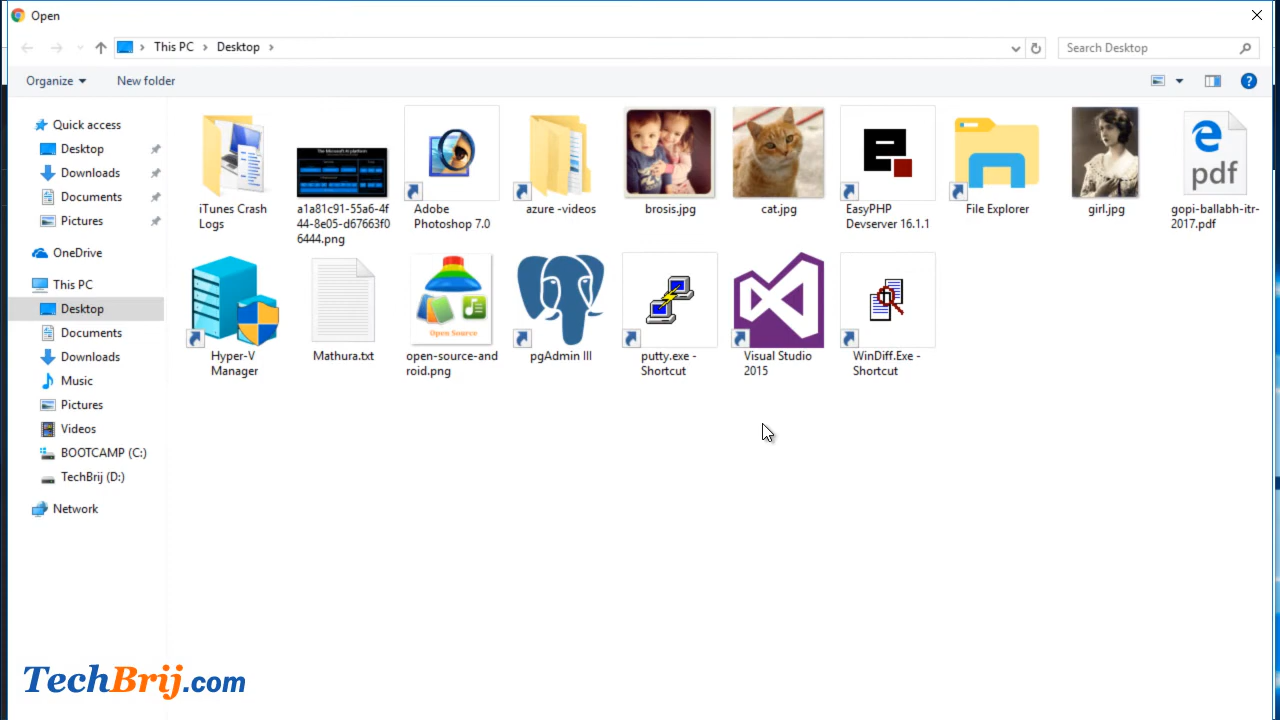 Open
This PC
Desktop
Search Desktop
Organize
New folder
Quick access
Desktop
Downloads
Documents
Pictures
OneDrive
This PC
Desktop
Documents
Downloads
Music
Pictures
Videos
BOOTCAMP (C:)
TechBrij (D:)
Network
iTunes Crash
Logs
a1a81c91-55a6-4f
44-8e05-d67663f0
6444.png
Adobe
Photoshop 7.0
azure -videos
brosis.jpg
cat.jpg
EasyPHP
Devserver 16.1.1
File Explorer
girl.jpg
pdf
gopi-ballabh-itr-
2017.pdf
Hyper-V
Manager
Mathura.txt
Open Source
open-source-and
roid.png
pgAdmin III
putty.exe -
Shortcut
Visual Studio
2015
WinDiff.Exe -
Shortcut
TechBrij.com